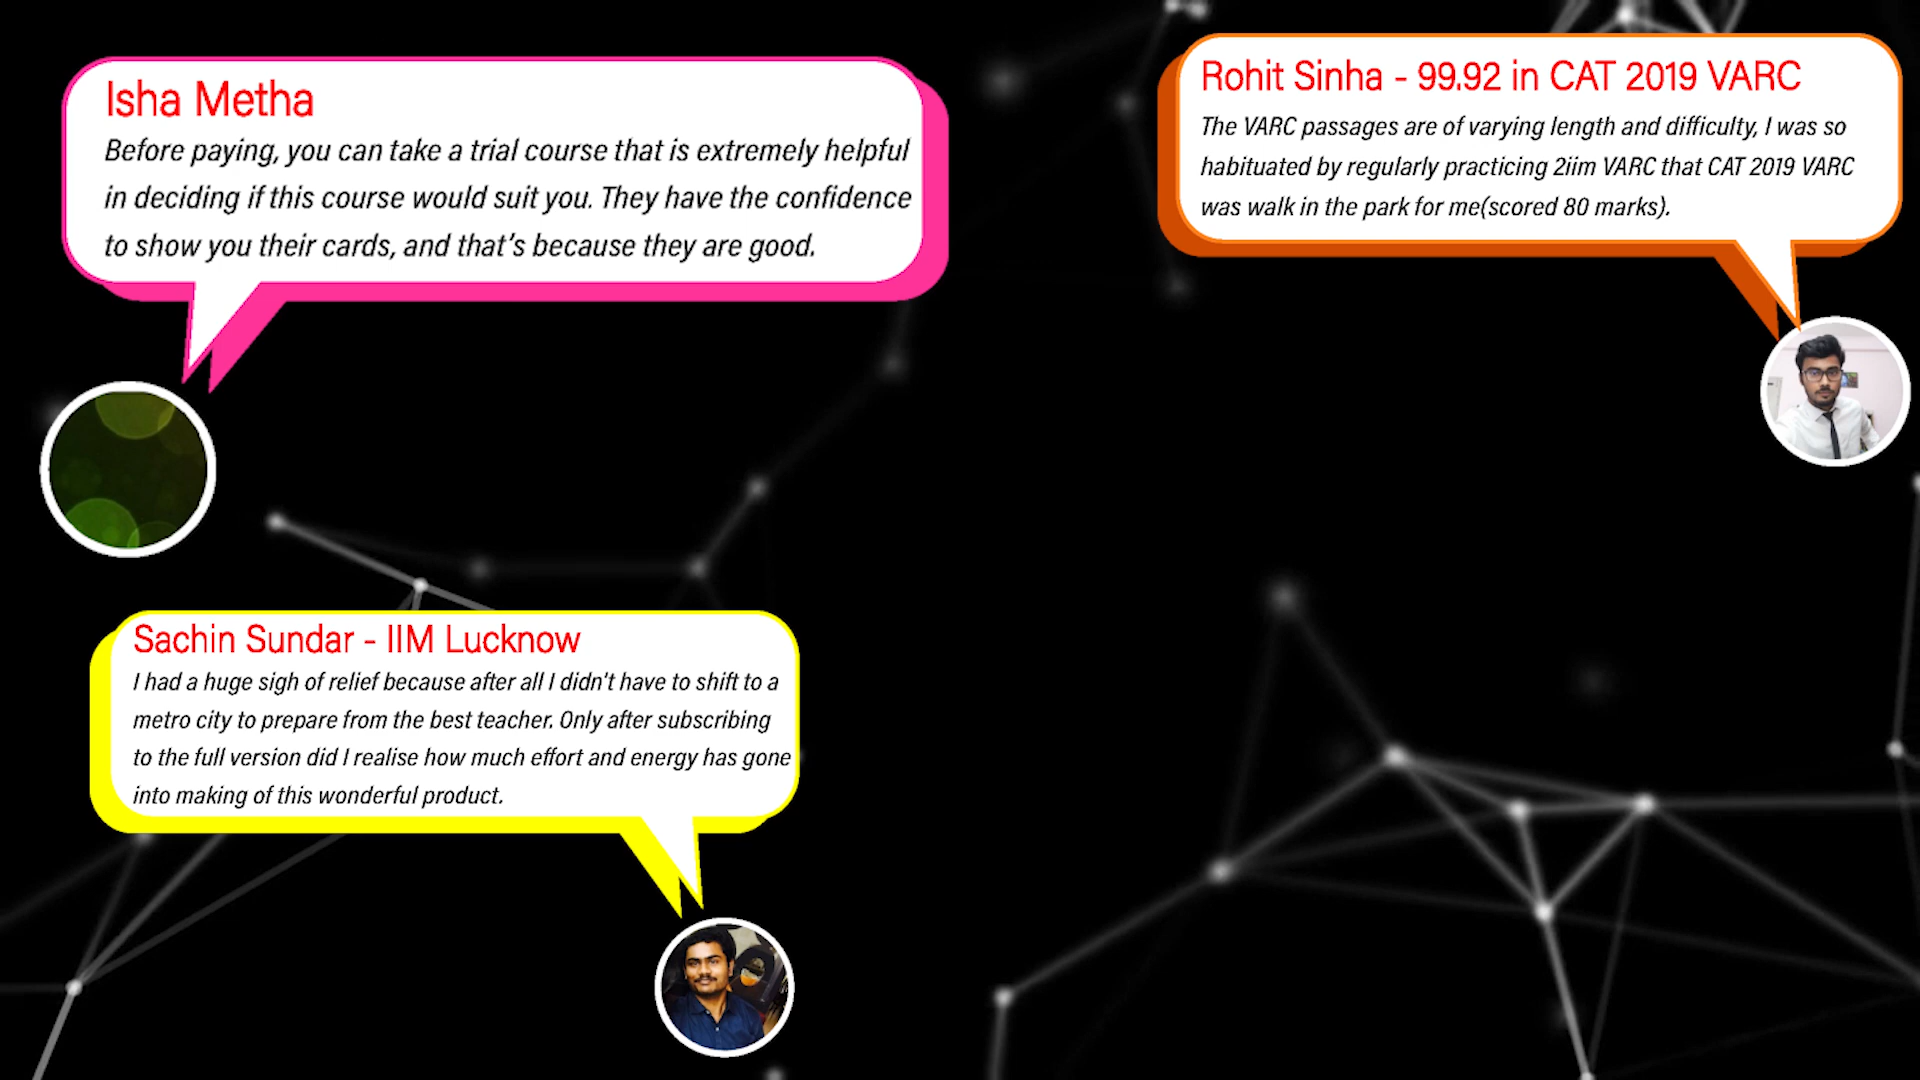 Isha Metha
Before paying, you can take a trial course that is extremely helpful
in deciding if this course would suit you. They have the confidence
to show you their cards, and that's because they are good.
Rohit Sinha - 99.92 in CAT 2019 VARC
The VARC passages are of varying length and difficulty, I was so
habituated by regularly practicing 2iim VARC that CAT 2019 VARC
was walk in the park for me(scored 80 marks).
Sachin Sundar - IIM Lucknow
I had a huge sigh of relief because after all I didn't have to shift to a
metro city to prepare from the best teacher. Only after subscribing
to the full version did I realise how much effort and energy has gone
into making of this wonderful product.